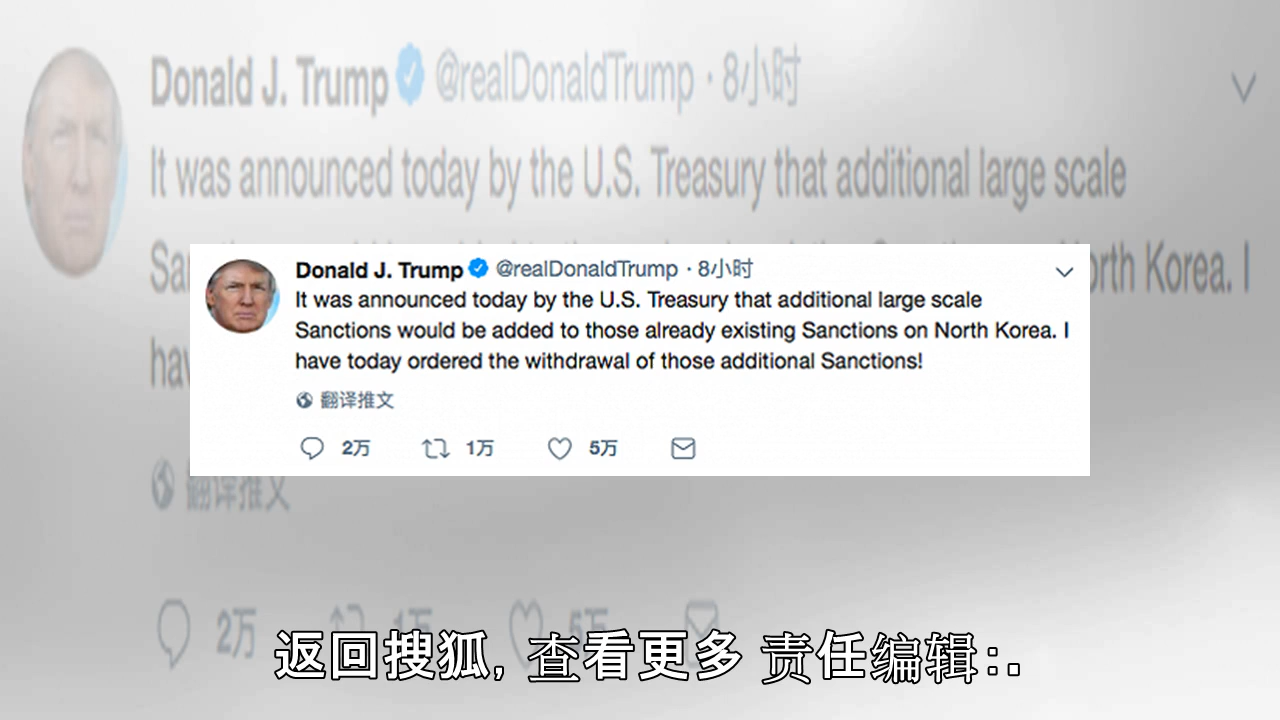 Donald J. Trump @realDonaldTrump · 8小时
It was announced today by the U.S. Treasury that additional large scale
Sanctions would be added to those already existing Sanctions on North Korea. I
have today ordered the withdrawal of those additional Sanctions!
翻译推文
2万 1万 5万
返回搜狐, 查看更多 责任编辑:.